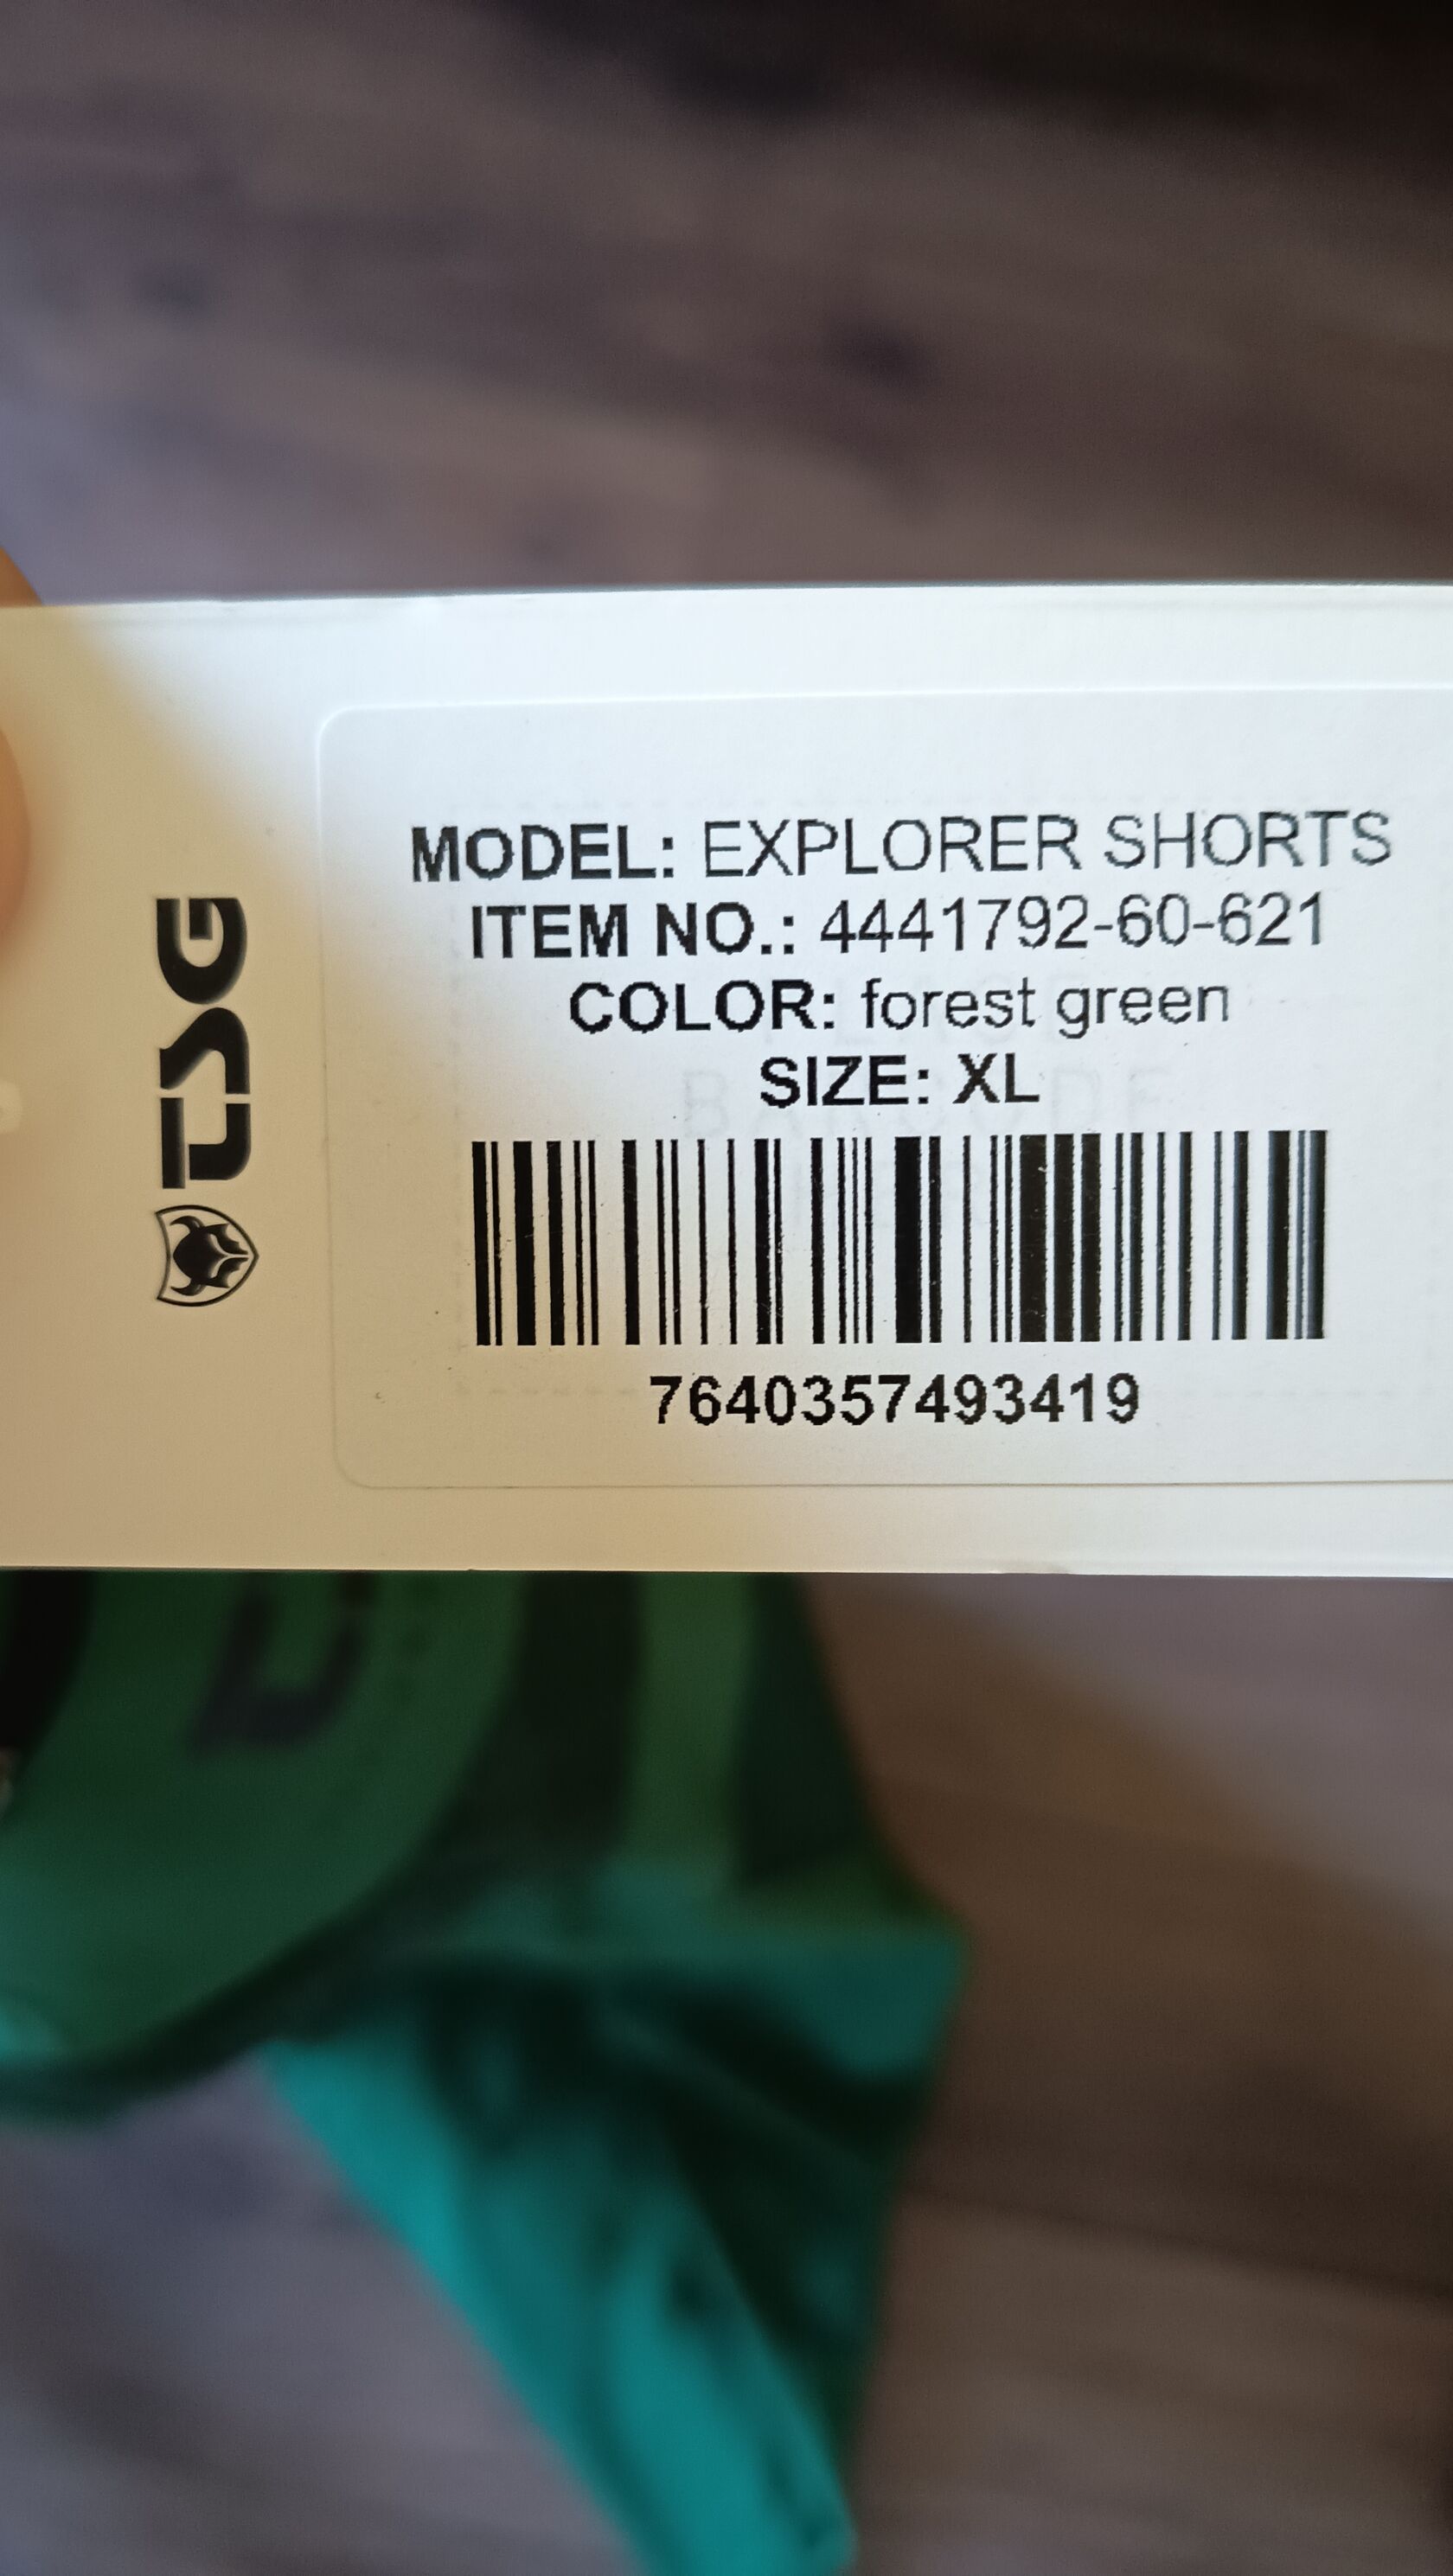 TSG
MODEL: EXPLORER SHORTS
ITEM NO.: 4441792-60-621
COLOR: forest green
SIZE: XL
7640357493419